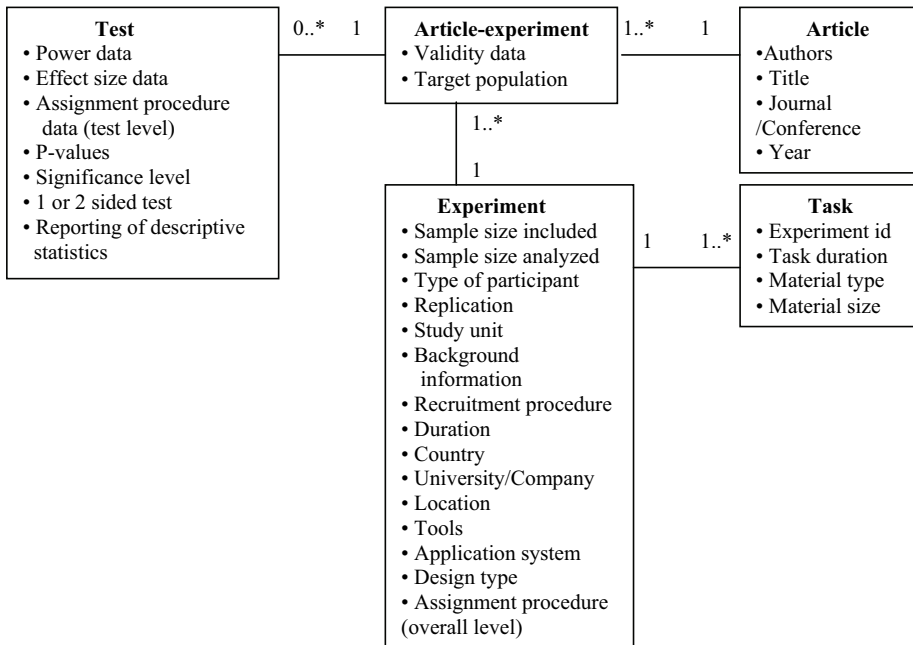 Test
• Power data
• Effect size data
• Assignment procedure
data (test level)
• P-values
• Significance level
• 1 or 2 sided test
• Reporting of descriptive
statistics
0..* 1
Article-experiment
• Validity data
• Target population
1..* 1
Article
•Authors
• Title
• Journal
/Conference
• Year
1..*
1
Experiment
• Sample size included
• Sample size analyzed
• Type of participant
• Replication
• Study unit
• Background
information
• Recruitment procedure
• Duration
• Country
• University/Company
• Location
• Tools
• Application system
• Design type
• Assignment procedure
(overall level)
1 1..*
Task
• Experiment id
• Task duration
• Material type
• Material size